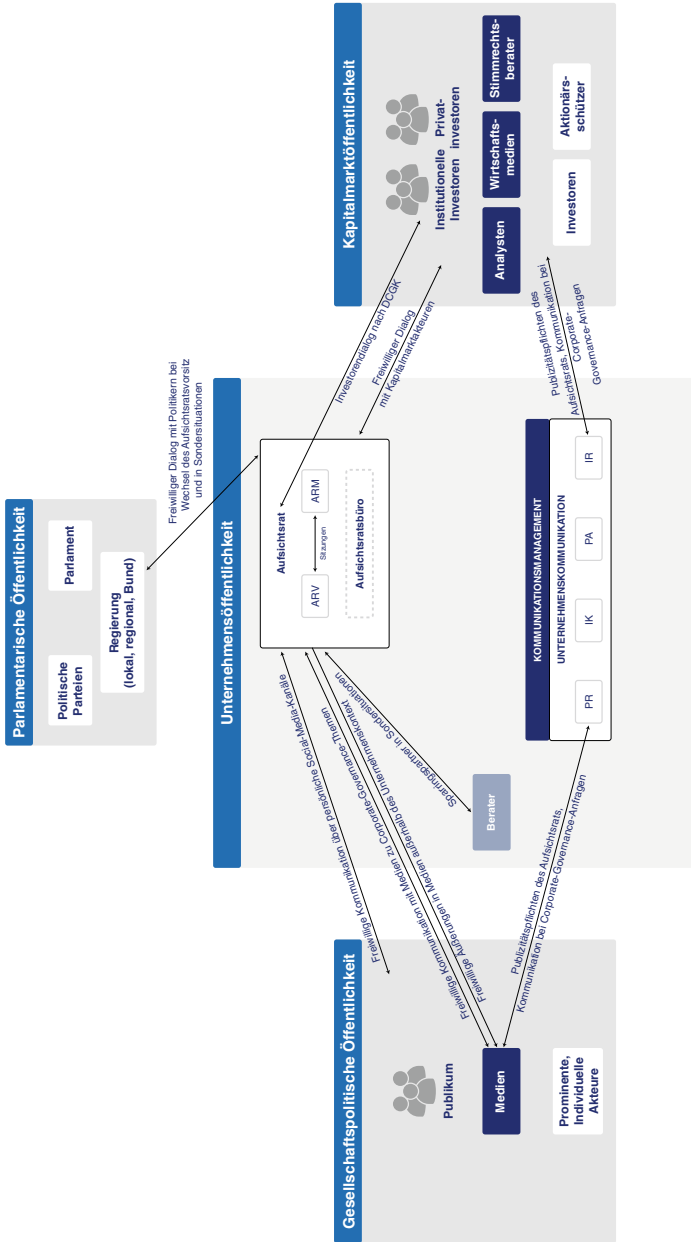 Parlamentarische Öffentlichkeit
Politische
Parteien
Parlament
Regierung
(lokal, regional, Bund)
Freiwilliger Dialog mit Politikern bei
Wechsel des Aufsichtsratsvorsitz
und in Sondersituationen
Gesellschaftspolitische Öffentlichkeit
Publikum
Medien
Prominente,
Individuelle
Akteure
Freiwillige Kommunikation über persönliche Social-Media-Kanäle
Freiwillige Kommunikation mit Medien zu Corporate-Governance-Themen
Freiwillige Äußerungen in Medien außerhalb des Unternehmenskontext
Sparringspartner in Sondersituationen
Publizitätspflichten des Aufsichtsrats,
Kommunikation bei Corporate-Governance-Anfragen
Unternehmensöffentlichkeit
Aufsichtsrat
ARV
Sitzungen
ARM
Aufsichtsratsbüro
Berater
KOMMUNIKATIONSMANAGEMENT
UNTERNEHMENSKOMMUNIKATION
PR
IK
PA
IR
Investorendialog nach DCGK
Freiwilliger Dialog
mit Kapitalmarktakteuren
Publizitätspflichten des
Aufsichtsrats, Kommunikation bei
Corporate-
Governance-Anfragen
Kapitalmarktöffentlichkeit
Institutionelle
Investoren
Privat-
investoren
Analysten
Wirtschafts-
medien
Stimmrechts-
berater
Investoren
Aktionärs-
schützer